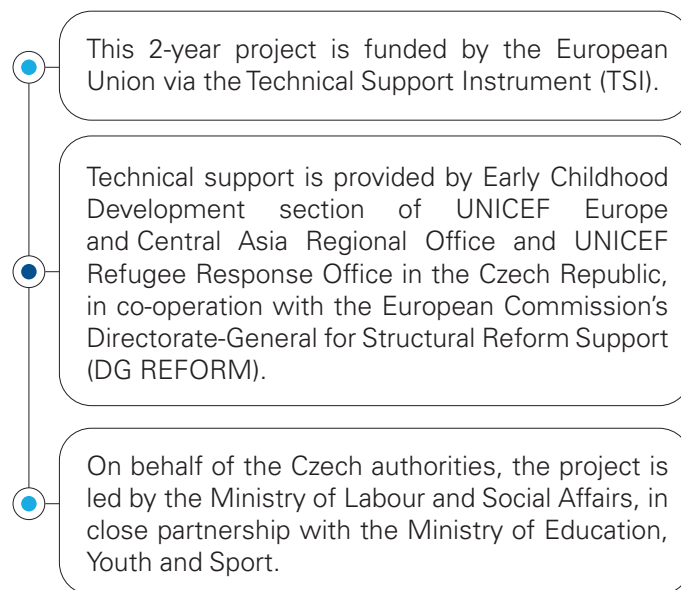 This 2-year project is funded by the European
Union via the Technical Support Instrument (TSI).
Technical support is provided by Early Childhood
Development section of UNICEF Europe
and Central Asia Regional Office and UNICEF
Refugee Response Office in the Czech Republic,
in co-operation with the European Commission’s
Directorate-General for Structural Reform Support
(DG REFORM).
On behalf of the Czech authorities, the project is
led by the Ministry of Labour and Social Affairs, in
close partnership with the Ministry of Education,
Youth and Sport.